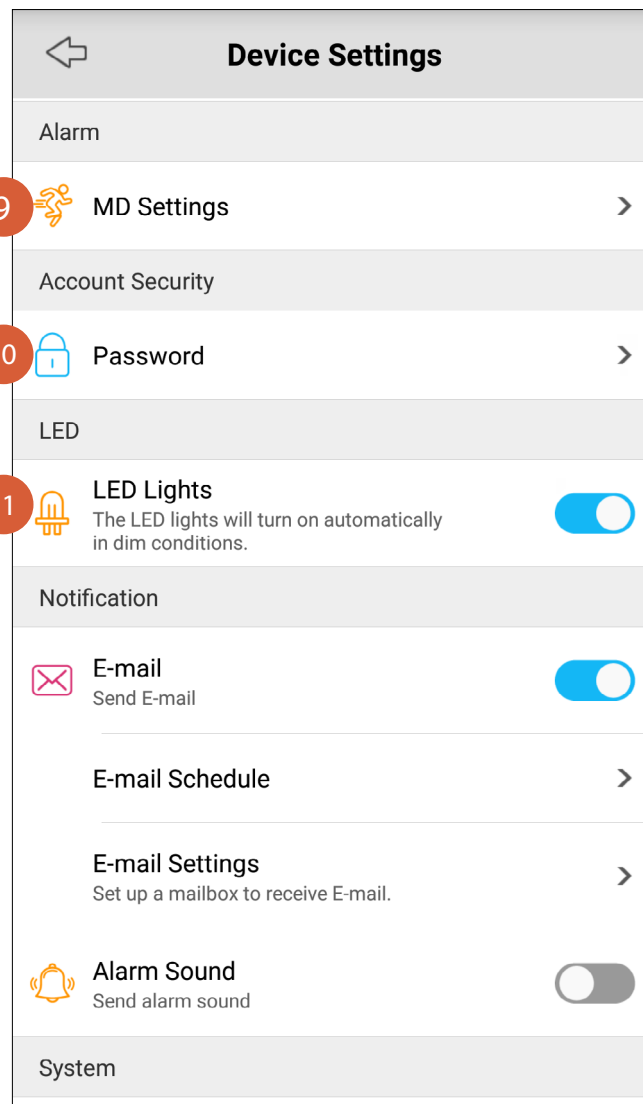 Device Settings
Alarm
9
MD Settings
Account Security
0
Password
LED
1
LED Lights
The LED lights will turn on automatically
in dim conditions.
Notification
E-mail
Send E-mail
E-mail Schedule
E-mail Settings
Set up a mailbox to receive E-mail.
Alarm Sound
Send alarm sound
System